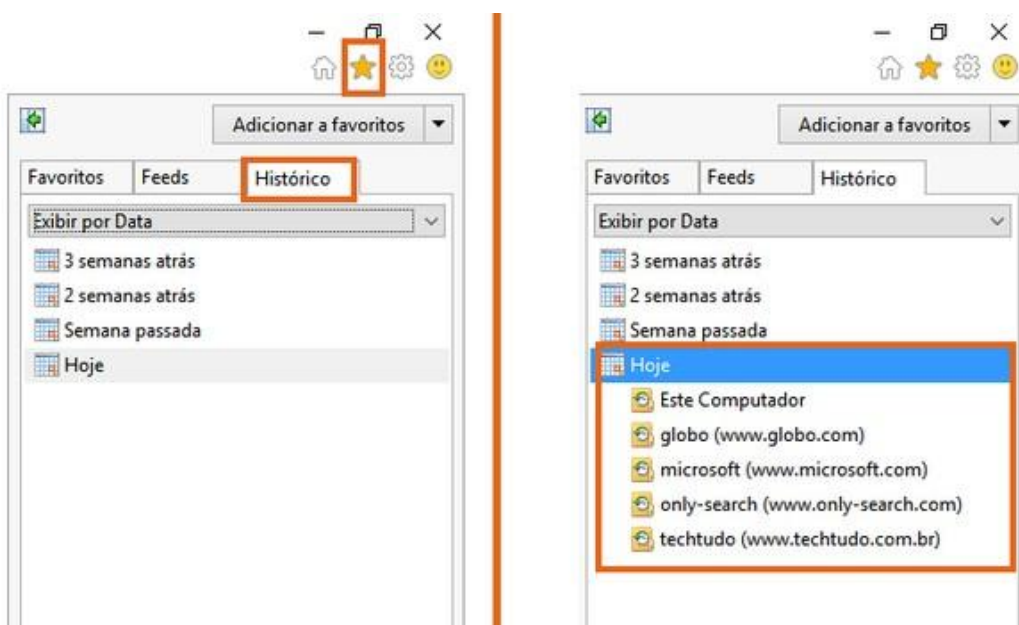 Adicionar a favoritos
Favoritos Feeds Histórico
Exibir por Data
3 semanas atrás
2 semanas atrás
Semana passada
Hoje
Adicionar a favoritos
Favoritos Feeds Histórico
Exibir por Data
3 semanas atrás
2 semanas atrás
Semana passada
Hoje
Este Computador
globo (www.globo.com)
microsoft (www.microsoft.com)
only-search (www.only-search.com)
techtudo (www.techtudo.com.br)